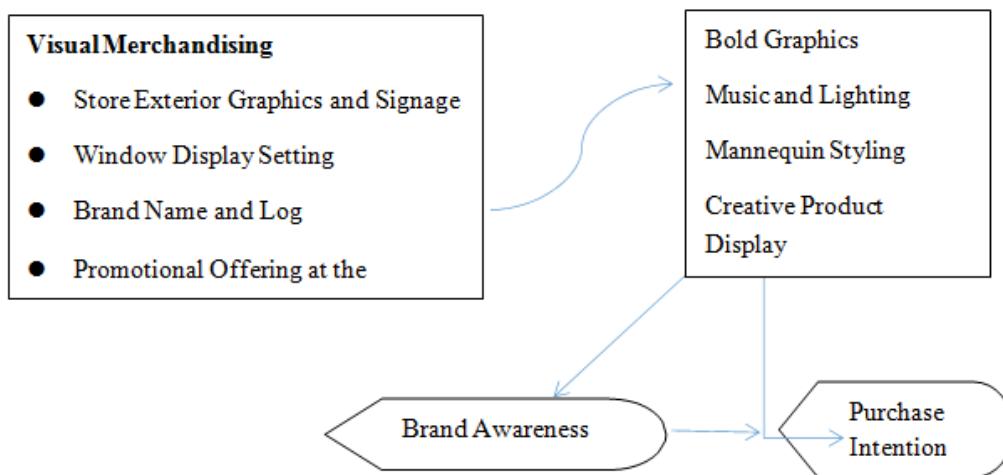 Visual Merchandising
● Store Exterior Graphics and Signage
● Window Display Setting
● Brand Name and Log
● Promotional Offering at the
Bold Graphics
Music and Lighting
Mannequin Styling
Creative Product
Display
Brand Awareness
Purchase
Intention